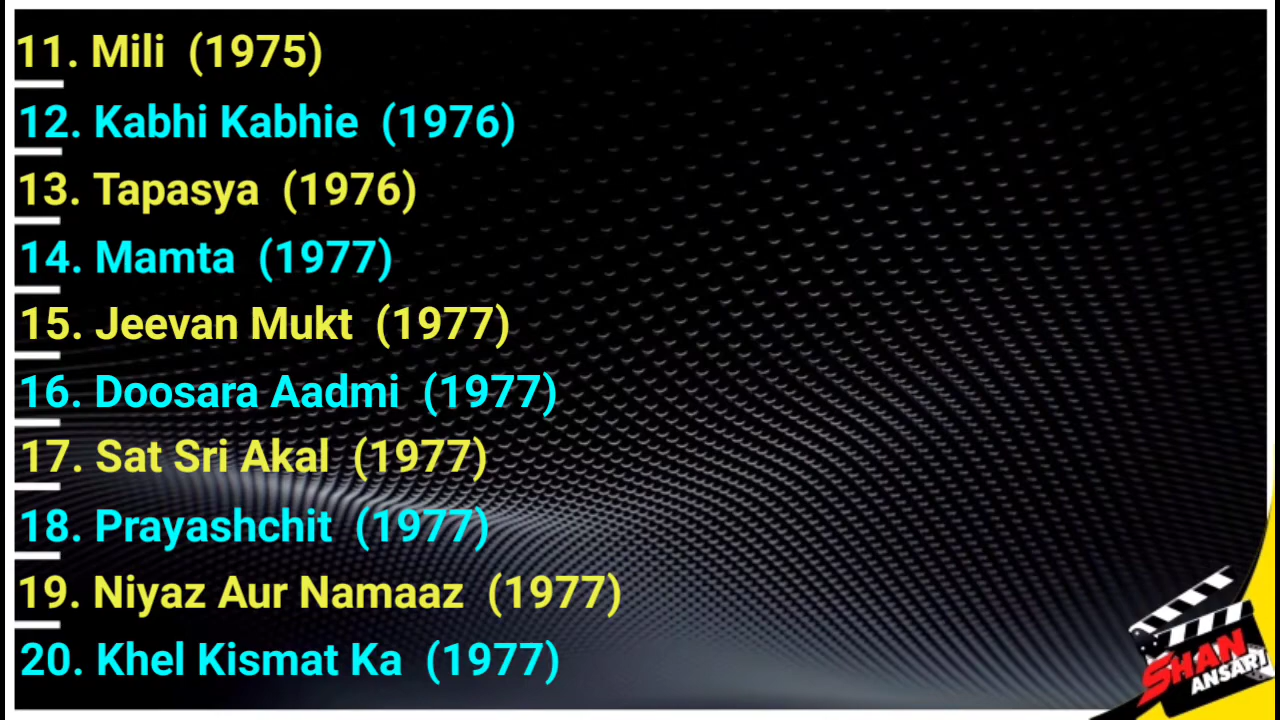 11. Mili (1975)
12. Kabhi Kabhie (1976)
13. Tapasya (1976)
14. Mamta (1977)
15. Jeevan Mukt (1977)
16. Doosara Aadmi (1977)
17. Sat Sri Akal (1977)
18. Prayashchit (1977)
19. Niyaz Aur Namaaz (1977)
20. Khel Kismat Ka (1977)
SHAN
ANSARI